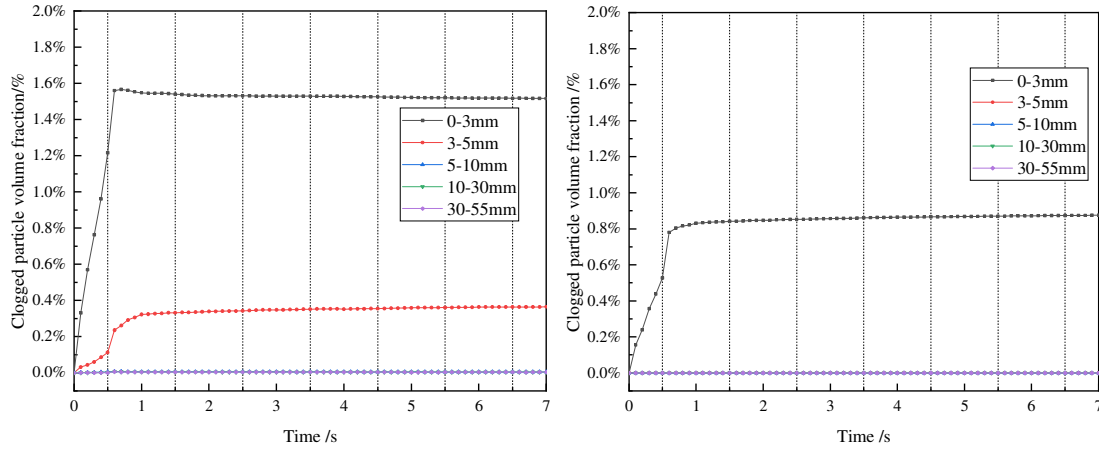 2.0%
1.8%
1.6%
1.4%
1.2%
1.0%
0.8%
0.6%
0.4%
0.2%
0.0%
Clogged particle volume fraction/%
0-3mm
3-5mm
5-10mm
10-30mm
30-55mm
0 1 2 3 4 5 6 7
Time /s
2.0%
1.8%
1.6%
1.4%
1.2%
1.0%
0.8%
0.6%
0.4%
0.2%
0.0%
Clogged particle volume fraction /%
0-3mm
3-5mm
5-10mm
10-30mm
30-55mm
0 1 2 3 4 5 6 7
Time /s